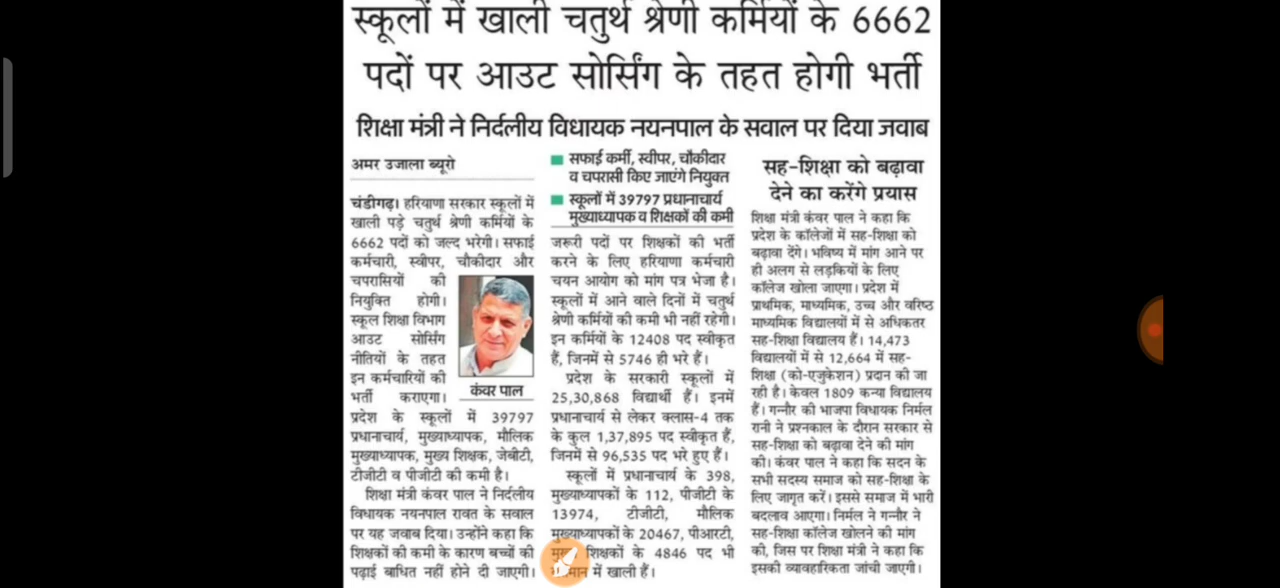 स्कूलों में खाली चतुर्थ श्रेणी कर्मियों के 6662
पदों पर आउट सोर्सिंग के तहत होगी भर्ती
शिक्षा मंत्री ने निर्दलीय विधायक नयनपाल के सवाल पर दिया जवाब
अमर उजाला ब्यूरो
चंडीगढ़। हरियाणा सरकार स्कूलों में
खाली पड़े चतुर्थ श्रेणी कर्मियों के
6662 पदों को जल्द भरेगी। सफाई
कर्मचारी, स्वीपर, चौकीदार और
चपरासियों की
नियुक्ति होगी।
स्कूल शिक्षा विभाग
आउट सोर्सिंग
नीतियों के तहत
इन कर्मचारियों की
भर्ती कराएगा।
कंवर पाल
प्रदेश के स्कूलों में 39797
प्रधानाचार्य, मुख्याध्यापक, मौलिक
मुख्याध्यापक, मुख्य शिक्षक, जेबीटी,
टीजीटी व पीजीटी की कमी है।
शिक्षा मंत्री कंवर पाल ने निर्दलीय
विधायक नयनपाल रावत के सवाल
पर यह जवाब दिया। उन्होंने कहा कि
शिक्षकों की कमी के कारण बच्चों की
पढ़ाई बाधित नहीं होने दी जाएगी।
सफाई कर्मी, स्वीपर, चौकीदार
व चपरासी किए जाएंगे नियुक्त
स्कूलों में 39797 प्रधानाचार्य
मुख्याध्यापक व शिक्षकों की कमी
जरूरी पदों पर शिक्षकों की भर्ती
करने के लिए हरियाणा कर्मचारी
चयन आयोग को मांग पत्र भेजा है।
स्कूलों में आने वाले दिनों में चतुर्थ
श्रेणी कर्मियों की कमी भी नहीं रहेगी।
इन कर्मियों के 12408 पद स्वीकृत
हैं, जिनमें से 5746 ही भरे हैं।
प्रदेश के सरकारी स्कूलों में
25,30,868 विद्यार्थी हैं। इनमें
प्रधानाचार्य से लेकर क्लास-4 तक
के कुल 1,37,895 पद स्वीकृत हैं,
जिनमें से 96,535 पद भरे हुए हैं।
स्कूलों में प्रधानाचार्य के 398,
मुख्याध्यापकों के 112, पीजीटी के
13974, टीजीटी, मौलिक
मुख्याध्यापकों के 20467, पीआरटी,
शिक्षकों के 4846 पद भी
में खाली हैं।
सह-शिक्षा को बढ़ावा
देने का करेंगे प्रयास
शिक्षा मंत्री कंवर पाल ने कहा कि
प्रदेश के कॉलेजों में सह-शिक्षा को
बढ़ावा देंगे। भविष्य में मांग आने पर
ही अलग से लड़कियों के लिए
कॉलेज खोला जाएगा। प्रदेश में
प्राथमिक, माध्यमिक, उच्च और वरिष्ठ
माध्यमिक विद्यालयों में से अधिकतर
सह-शिक्षा विद्यालय हैं। 14,473
विद्यालयों में से 12,664 में सह-
शिक्षा (को-एजुकेशन) प्रदान की जा
रही है। केवल 1809 कन्या विद्यालय
हैं। गन्नौर की भाजपा विधायक निर्मल
रानी ने प्रश्नकाल के दौरान सरकार से
सह-शिक्षा को बढ़ावा देने की मांग
की। कंवर पाल ने कहा कि सदन के
सभी सदस्य समाज को सह-शिक्षा के
लिए जागृत करें। इससे समाज में भारी
बदलाव आएगा। निर्मल ने गन्नौर ने
सह-शिक्षा कॉलेज खोलने की मांग
की, जिस पर शिक्षा मंत्री ने कहा कि
इसकी व्यावहारिकता जांची जाएगी।